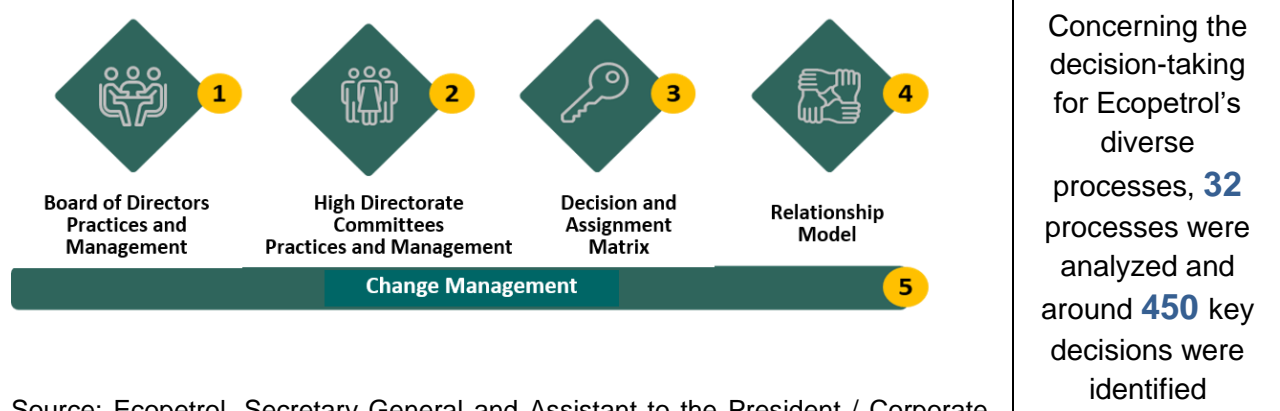 1
2
3
4
Board of Directors
Practices and
Management
High Directorate
Committees
Practices and Management
Decision and
Assignment
Matrix
Relationship
Model
Change Management
5
Source: Ecopetrol, Secretary General and Assistant to the President / Corporate
Concerning the
decision-taking
for Ecopetrol’s
diverse
processes, 32
processes were
analyzed and
around 450 key
decisions were
identified